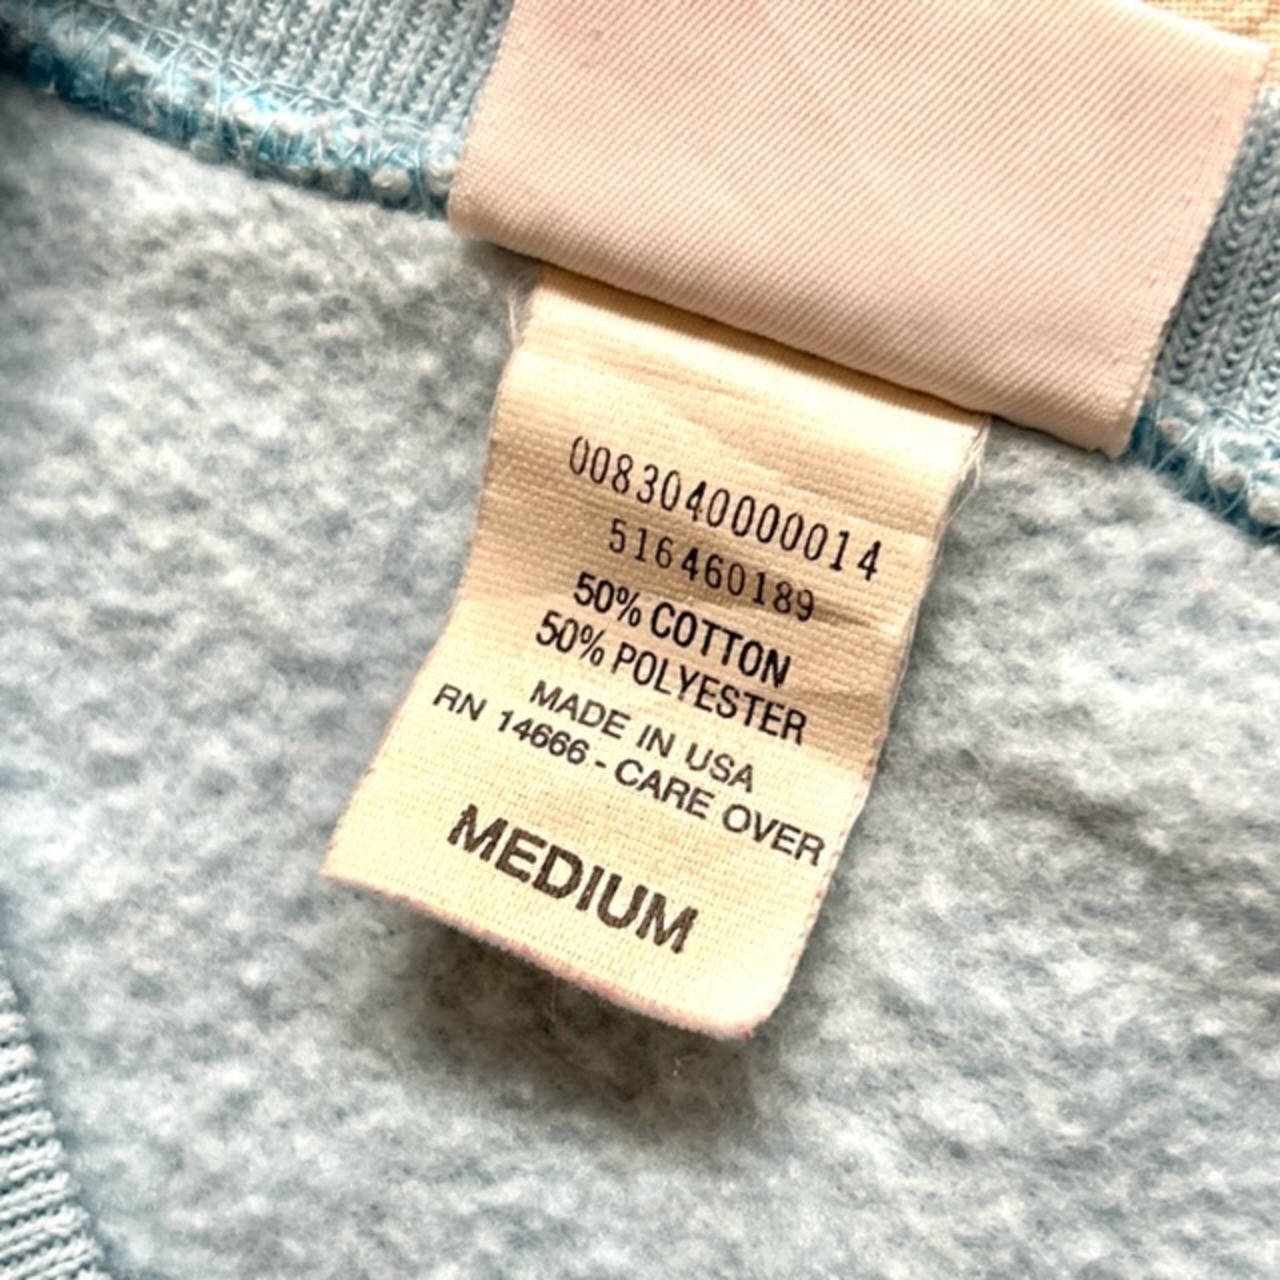 0083040000014
516460189
50% COTTON
50% POLYESTER
MADE IN USA
RN 14666 - CARE OVER
MEDIUM